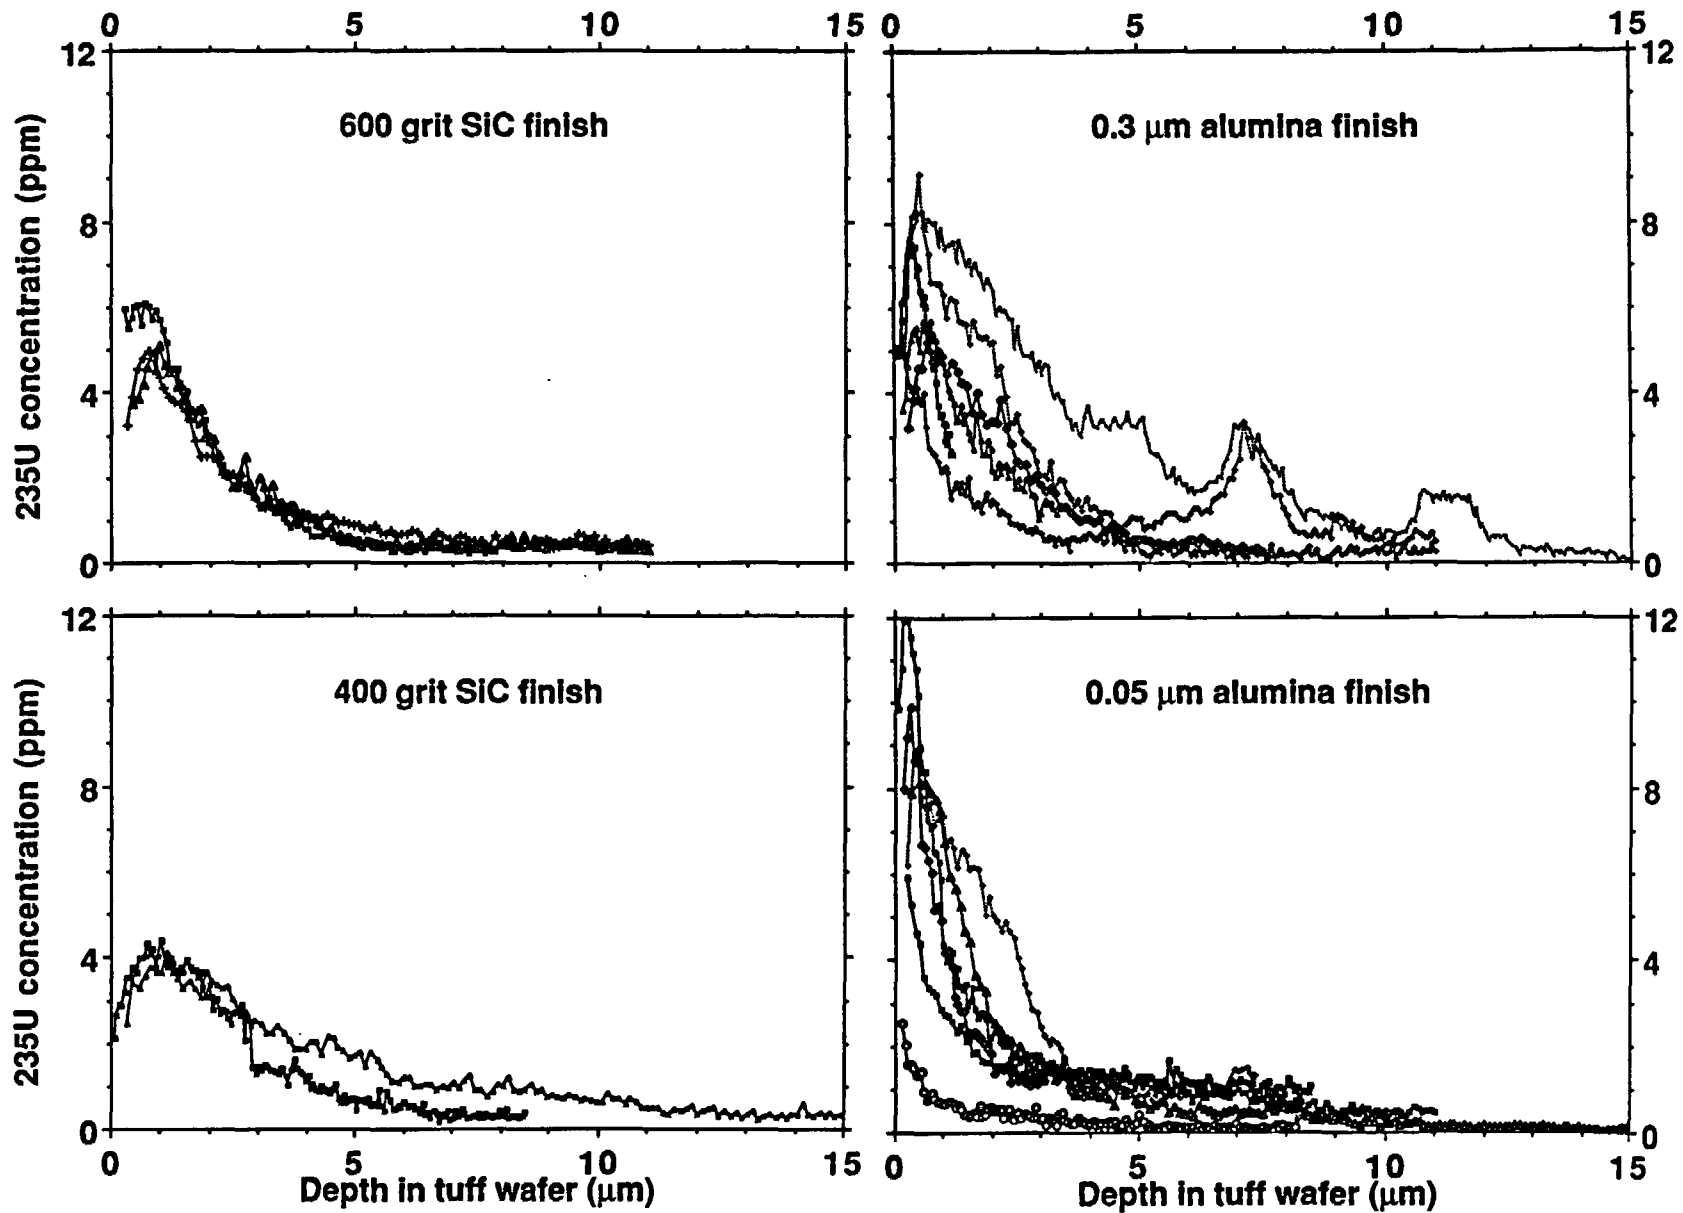 0 5 10 15 0 5 10 15
12 12
600 grit SiC finish 0.3 μm alumina finish
235U concentration (ppm)
8 8
4 4
0 0
12 12
400 grit SiC finish 0.05 μm alumina finish
235U concentration (ppm)
8 8
4 4
0 0
0 5 10 15 0 5 10 15
Depth in tuff wafer (μm) Depth in tuff wafer (μm)